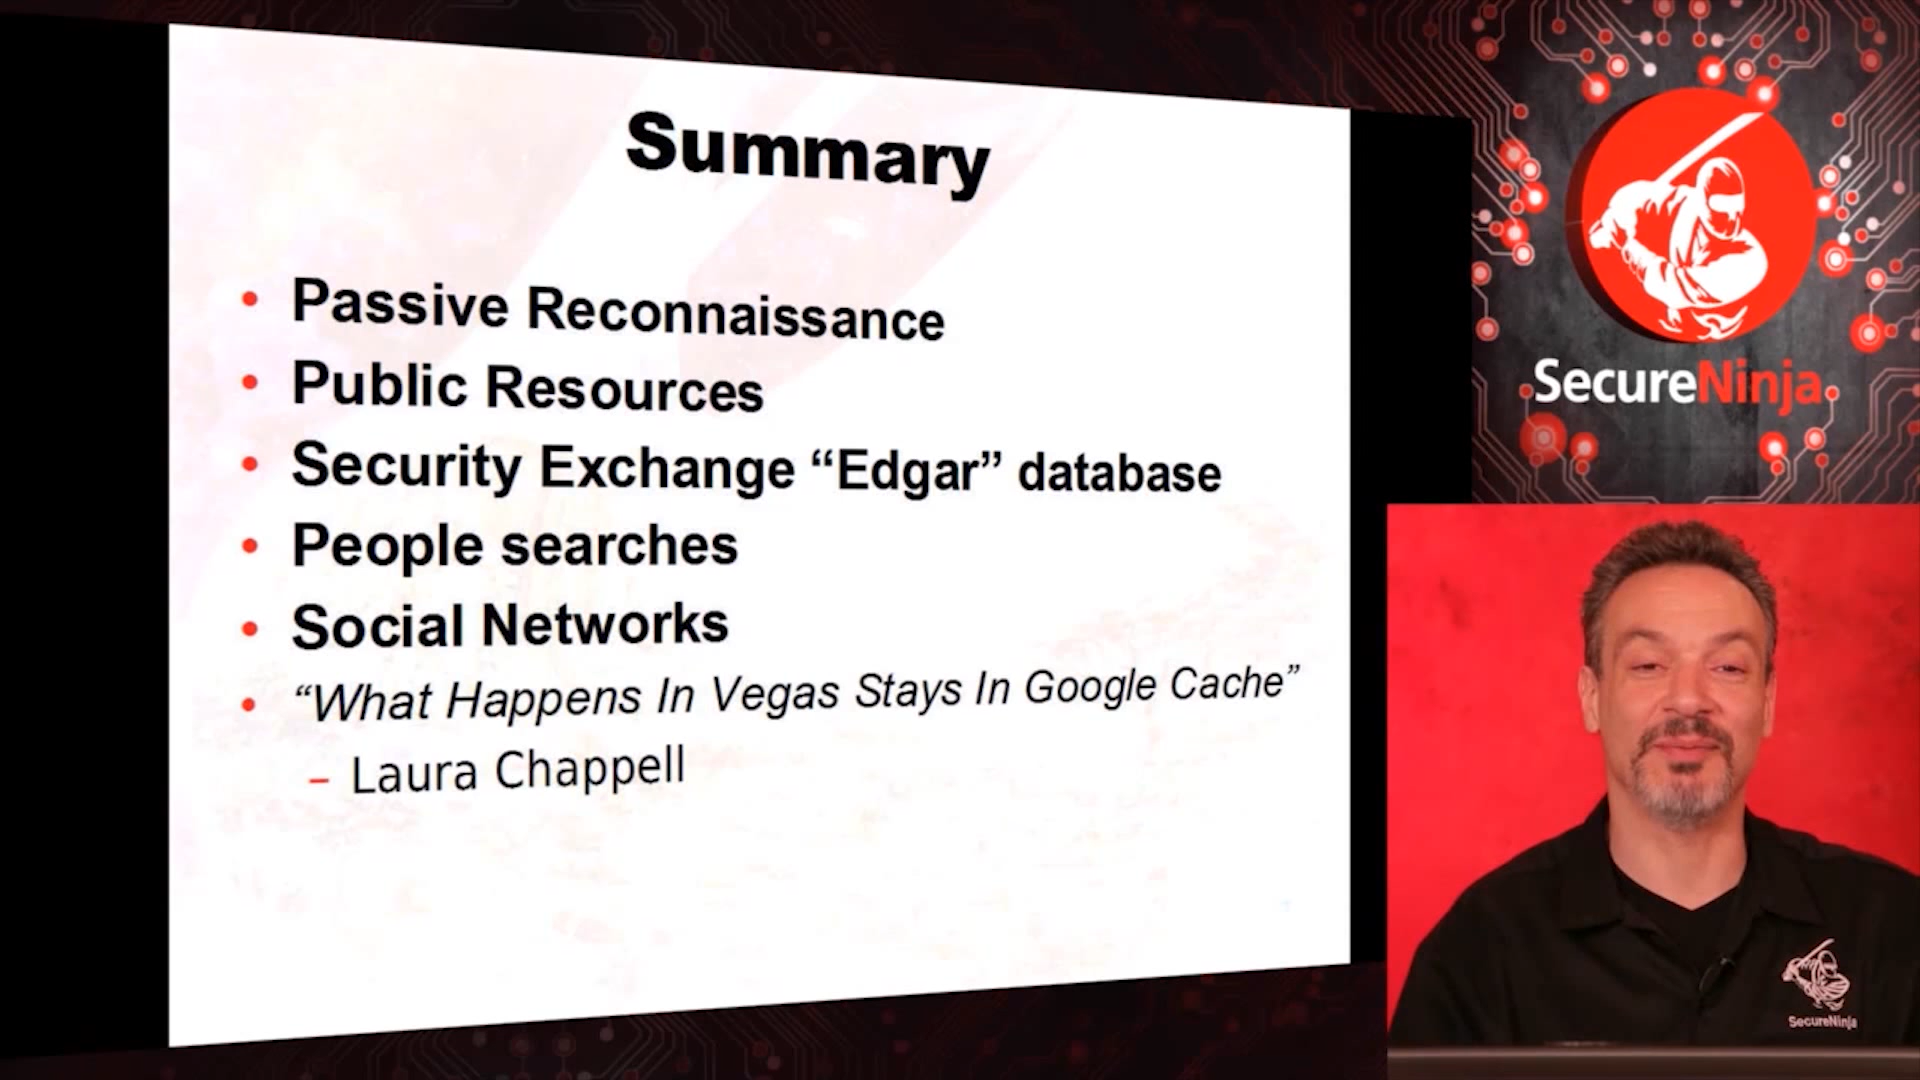 Summary
• Passive Reconnaissance
• Public Resources
• Security Exchange “Edgar” database
• People searches
• Social Networks
• “What Happens In Vegas Stays In Google Cache”
– Laura Chappell
SecureNinja
SecureNinja